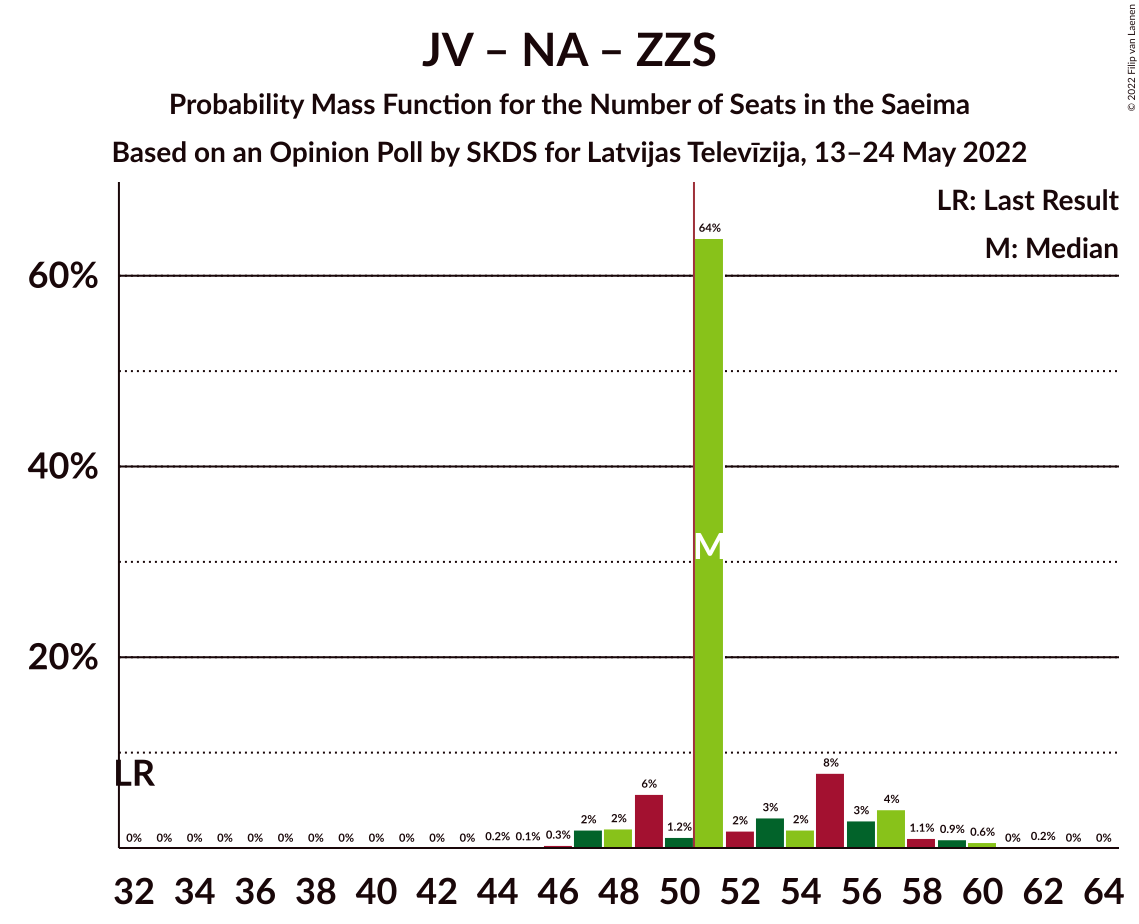 JV – NA – ZZS
Probability Mass Function for the Number of Seats in the Saeima
Based on an Opinion Poll by SKDS for Latvijas Televīzija, 13–24 May 2022
© 2022 Filip van Laenen
LR: Last Result
M: Median
60%
40%
20%
LR
M
0% 0% 0% 0% 0% 0% 0% 0% 0% 0% 0% 0% 0.2% 0.1% 0.3% 2% 2% 6% 1.2% 64% 2% 3% 2% 8% 3% 4% 1.1% 0.9% 0.6% 0% 0.2% 0% 0%
32 34 36 38 40 42 44 46 48 50 52 54 56 58 60 62 64